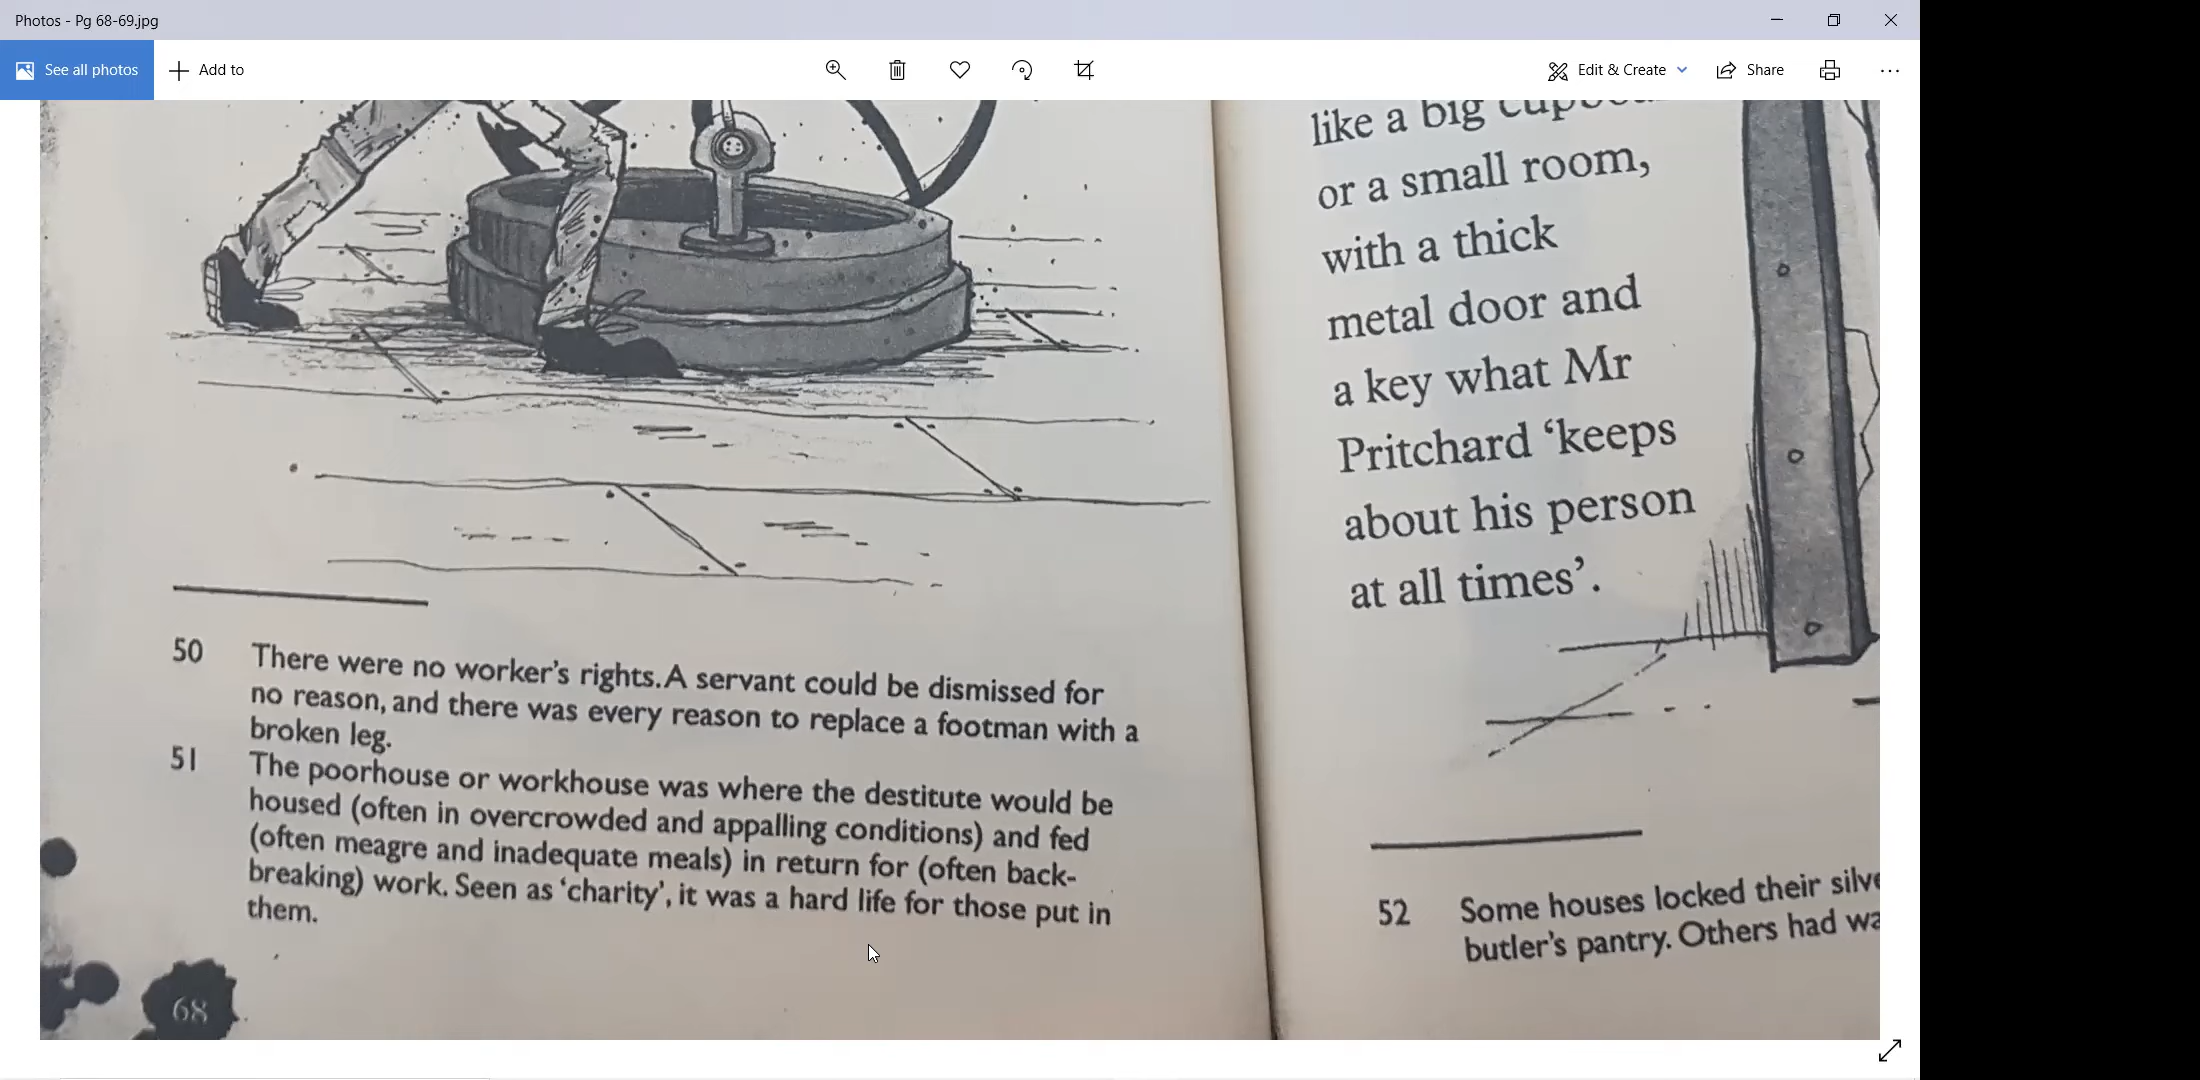 Photos - Pg 68-69.jpg
See all photos
Add to
Edit & Create
Share
50 There were no worker's rights. A servant could be dismissed for
no reason, and there was every reason to replace a footman with a
broken leg.
51 The poorhouse or workhouse was where the destitute would be
housed (often in overcrowded and appalling conditions) and fed
(often meagre and inadequate meals) in return for (often back-
breaking) work. Seen as ‘charity’, it was a hard life for those put in
them.
68
like a big
or a small room,
with a thick
metal door and
a key what Mr
Pritchard ‘keeps
about his person
at all times’.
52 Some houses locked their
butler's pantry. Others had